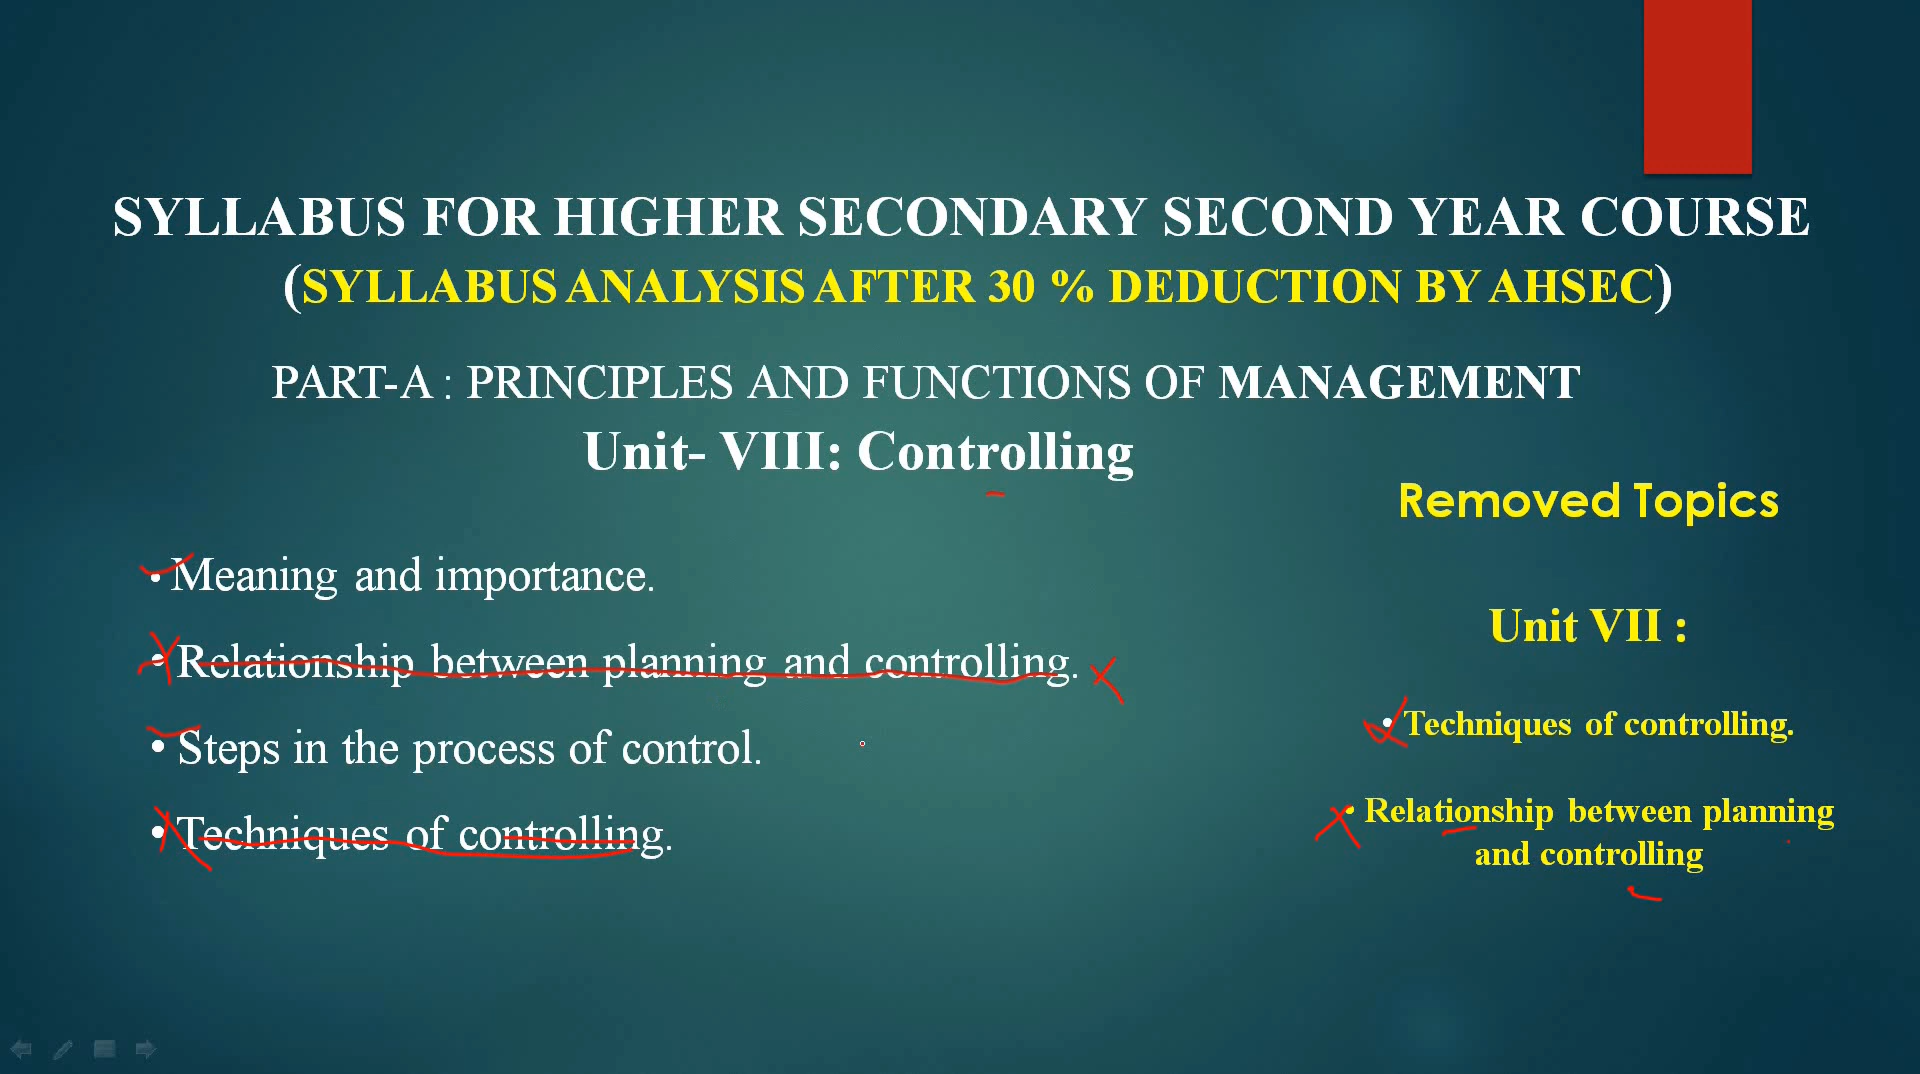 SYLLABUS FOR HIGHER SECONDARY SECOND YEAR COURSE
(SYLLABUS ANALYSIS AFTER 30 % DEDUCTION BY AHSEC)
PART-A : PRINCIPLES AND FUNCTIONS OF MANAGEMENT
Unit- VIII: Controlling
• Meaning and importance.
• Relationship between planning and controlling.
• Steps in the process of control.
• Techniques of controlling.
Removed Topics
Unit VII :
• Techniques of controlling.
• Relationship between planning
and controlling